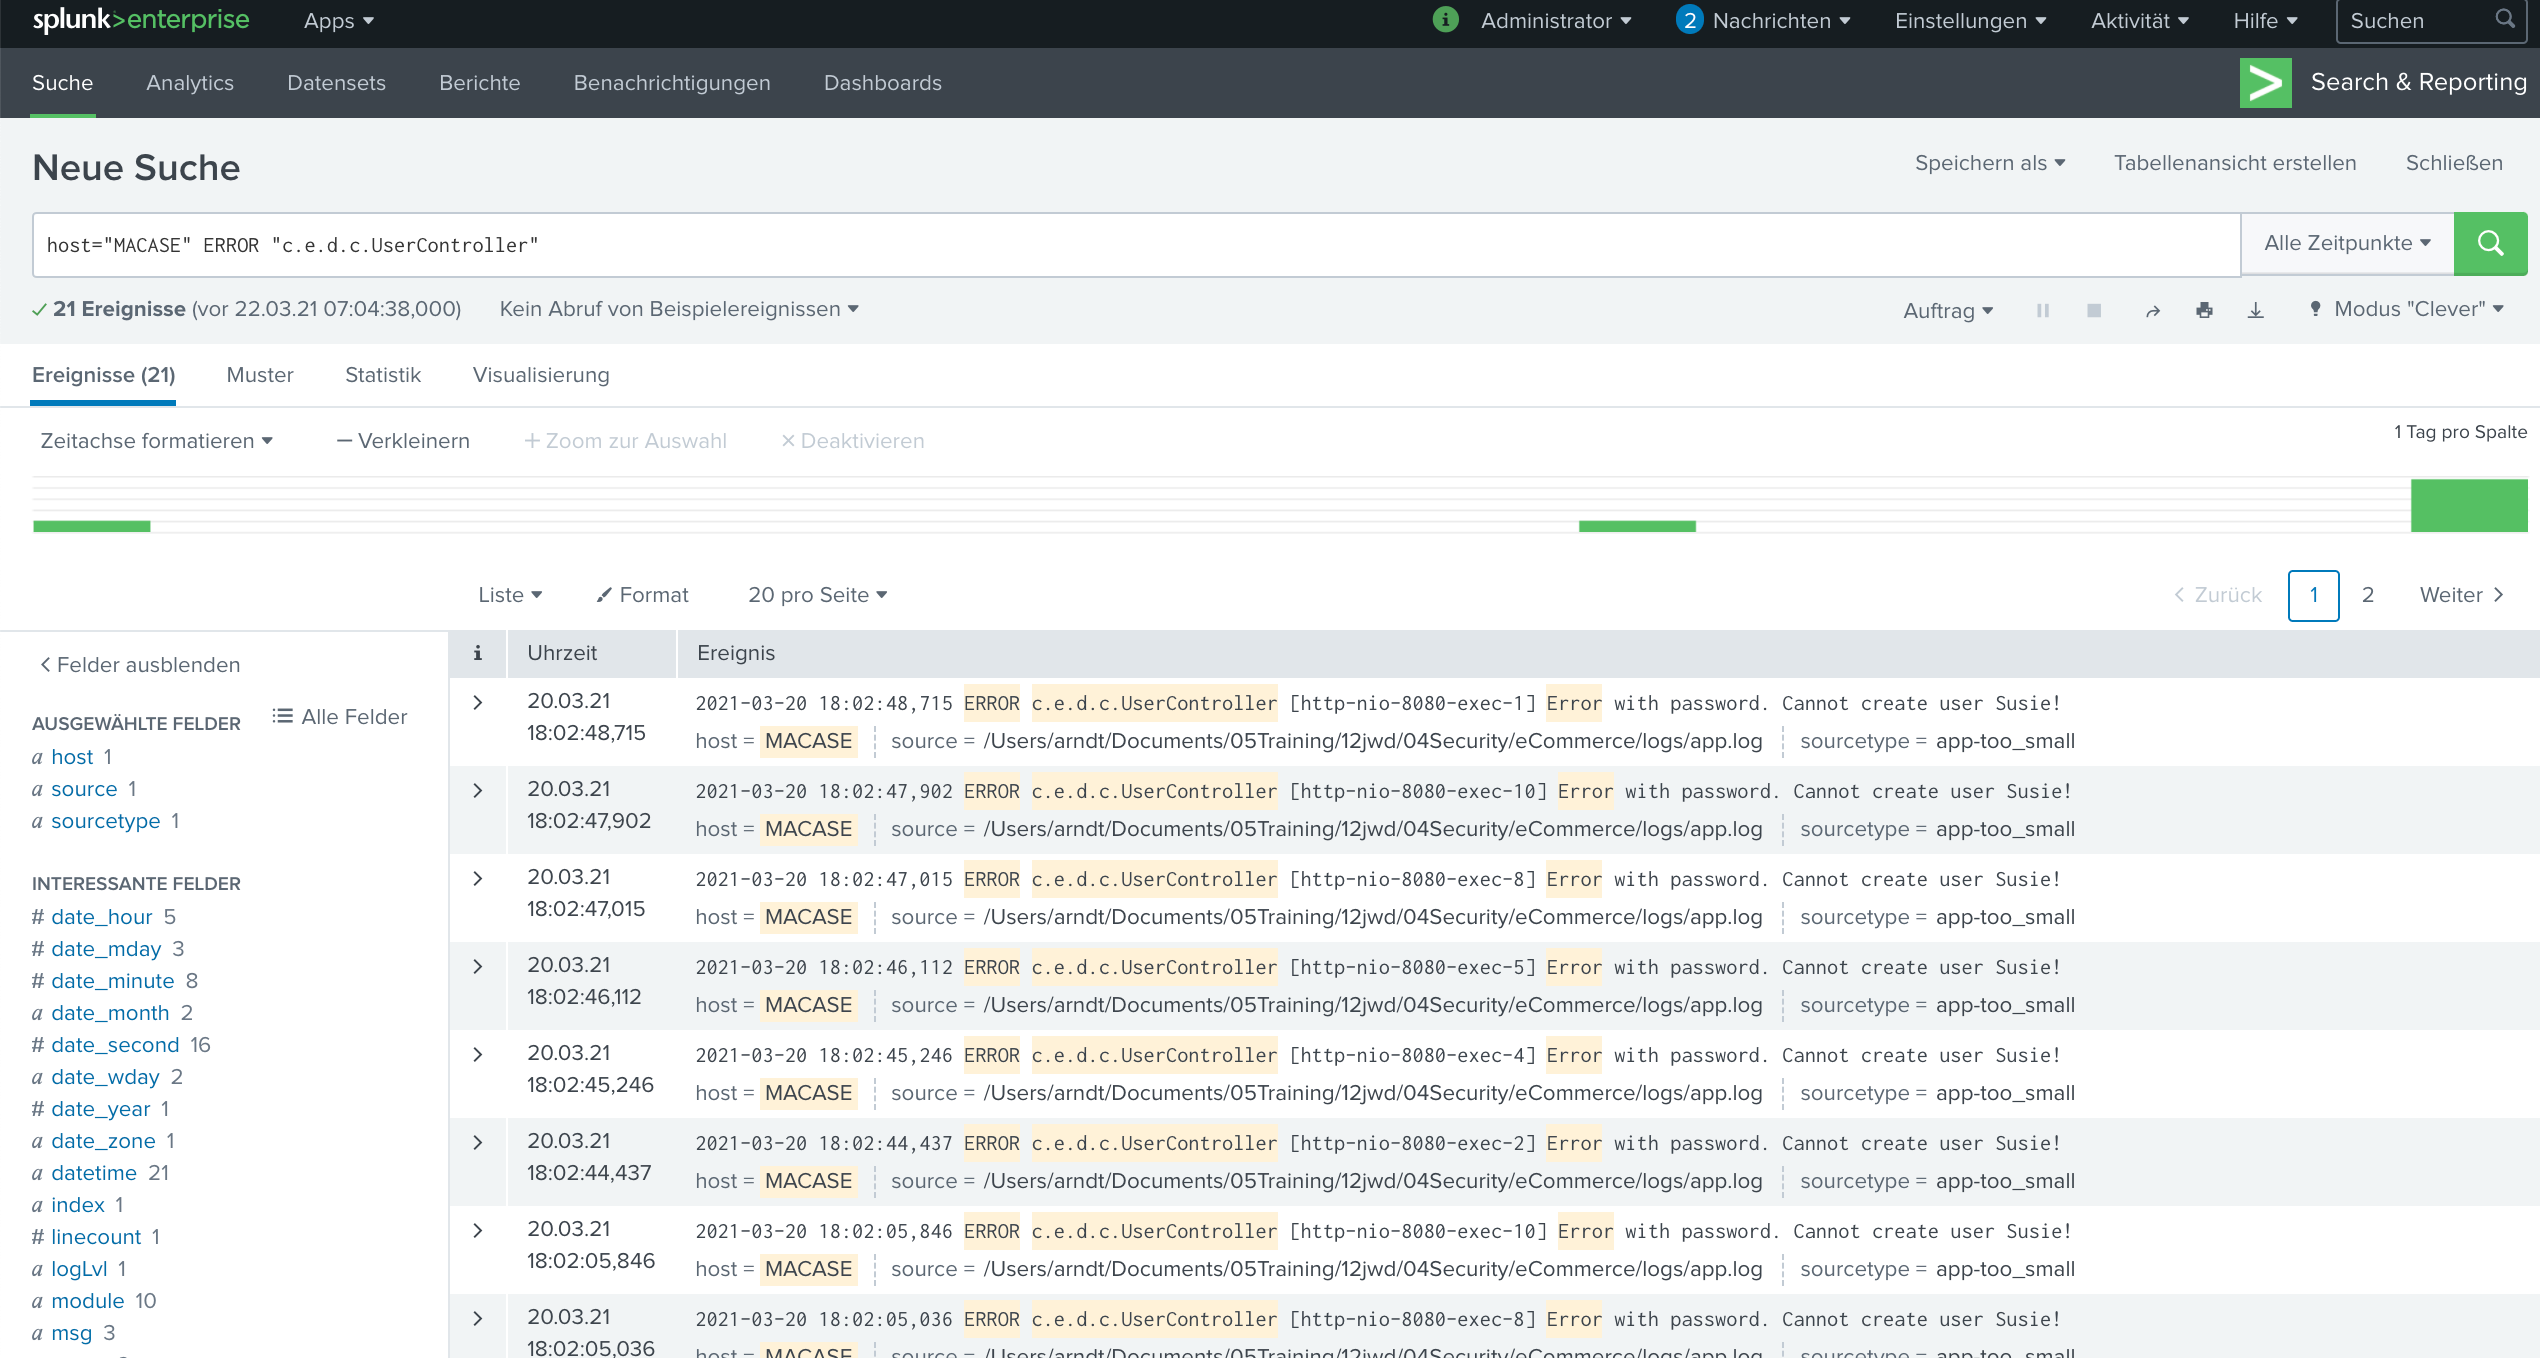 splunk>enterprise Apps i Administrator 2 Nachrichten Einstellungen Aktivität Hilfe Suchen
Suche Analytics Datensets Berichte Benachrichtigungen Dashboards > Search & Reporting
Neue Suche Speichern als Tabellenansicht erstellen Schließen
host="MACASE" ERROR "c.e.d.c.UserController" Alle Zeitpunkte
✓ 21 Ereignisse (vor 22.03.21 07:04:38,000) Kein Abruf von Beispielereignissen Auftrag Modus "Clever"
Ereignisse (21) Muster Statistik Visualisierung
Zeitachse formatieren — Verkleinern + Zoom zur Auswahl × Deaktivieren 1 Tag pro Spalte
Liste Format 20 pro Seite < Zurück 1 2 Weiter >
< Felder ausblenden
Alle Felder
AUSGEWÄHLTE FELDER
a host 1
a source 1
a sourcetype 1
INTERESSANTE FELDER
# date_hour 5
# date_mday 3
# date_minute 8
a date_month 2
# date_second 16
a date_wday 2
# date_year 1
a date_zone 1
a datetime 21
a index 1
# linecount 1
a logLvl 1
a module 10
a msg 3
i Uhrzeit Ereignis
> 20.03.21 2021-03-20 18:02:48,715 ERROR c.e.d.c.UserController [http-nio-8080-exec-1] Error with password. Cannot create user Susie!
18:02:48,715 host = MACASE source = /Users/arndt/Documents/05Training/12jwd/04Security/eCommerce/logs/app.log sourcetype = app-too_small
> 20.03.21 2021-03-20 18:02:47,902 ERROR c.e.d.c.UserController [http-nio-8080-exec-10] Error with password. Cannot create user Susie!
18:02:47,902 host = MACASE source = /Users/arndt/Documents/05Training/12jwd/04Security/eCommerce/logs/app.log sourcetype = app-too_small
> 20.03.21 2021-03-20 18:02:47,015 ERROR c.e.d.c.UserController [http-nio-8080-exec-8] Error with password. Cannot create user Susie!
18:02:47,015 host = MACASE source = /Users/arndt/Documents/05Training/12jwd/04Security/eCommerce/logs/app.log sourcetype = app-too_small
> 20.03.21 2021-03-20 18:02:46,112 ERROR c.e.d.c.UserController [http-nio-8080-exec-5] Error with password. Cannot create user Susie!
18:02:46,112 host = MACASE source = /Users/arndt/Documents/05Training/12jwd/04Security/eCommerce/logs/app.log sourcetype = app-too_small
> 20.03.21 2021-03-20 18:02:45,246 ERROR c.e.d.c.UserController [http-nio-8080-exec-4] Error with password. Cannot create user Susie!
18:02:45,246 host = MACASE source = /Users/arndt/Documents/05Training/12jwd/04Security/eCommerce/logs/app.log sourcetype = app-too_small
> 20.03.21 2021-03-20 18:02:44,437 ERROR c.e.d.c.UserController [http-nio-8080-exec-2] Error with password. Cannot create user Susie!
18:02:44,437 host = MACASE source = /Users/arndt/Documents/05Training/12jwd/04Security/eCommerce/logs/app.log sourcetype = app-too_small
> 20.03.21 2021-03-20 18:02:05,846 ERROR c.e.d.c.UserController [http-nio-8080-exec-10] Error with password. Cannot create user Susie!
18:02:05,846 host = MACASE source = /Users/arndt/Documents/05Training/12jwd/04Security/eCommerce/logs/app.log sourcetype = app-too_small
> 20.03.21 2021-03-20 18:02:05,036 ERROR c.e.d.c.UserController [http-nio-8080-exec-8] Error with password. Cannot create user Susie!
18:02:05,036 host = MACASE source = /Users/arndt/Documents/05Training/12jwd/04Security/eCommerce/logs/app.log sourcetype = app-too_small